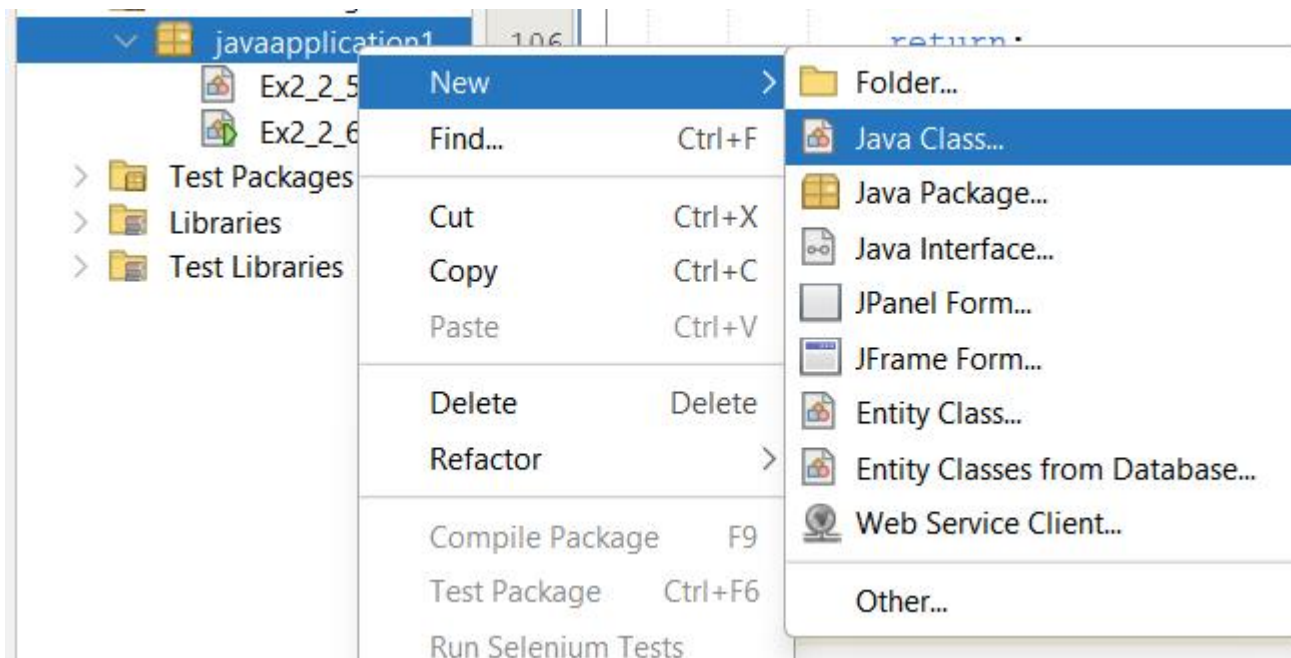 javaapplication1
106
return;
Ex2_2_5
Ex2_2_6
Test Packages
Libraries
Test Libraries
New
Find... Ctrl+F
Cut Ctrl+X
Copy Ctrl+C
Paste Ctrl+V
Delete Delete
Refactor
Compile Package F9
Test Package Ctrl+F6
Run Selenium Tests
Folder...
Java Class...
Java Package...
Java Interface...
JPanel Form...
JFrame Form...
Entity Class...
Entity Classes from Database...
Web Service Client...
Other...